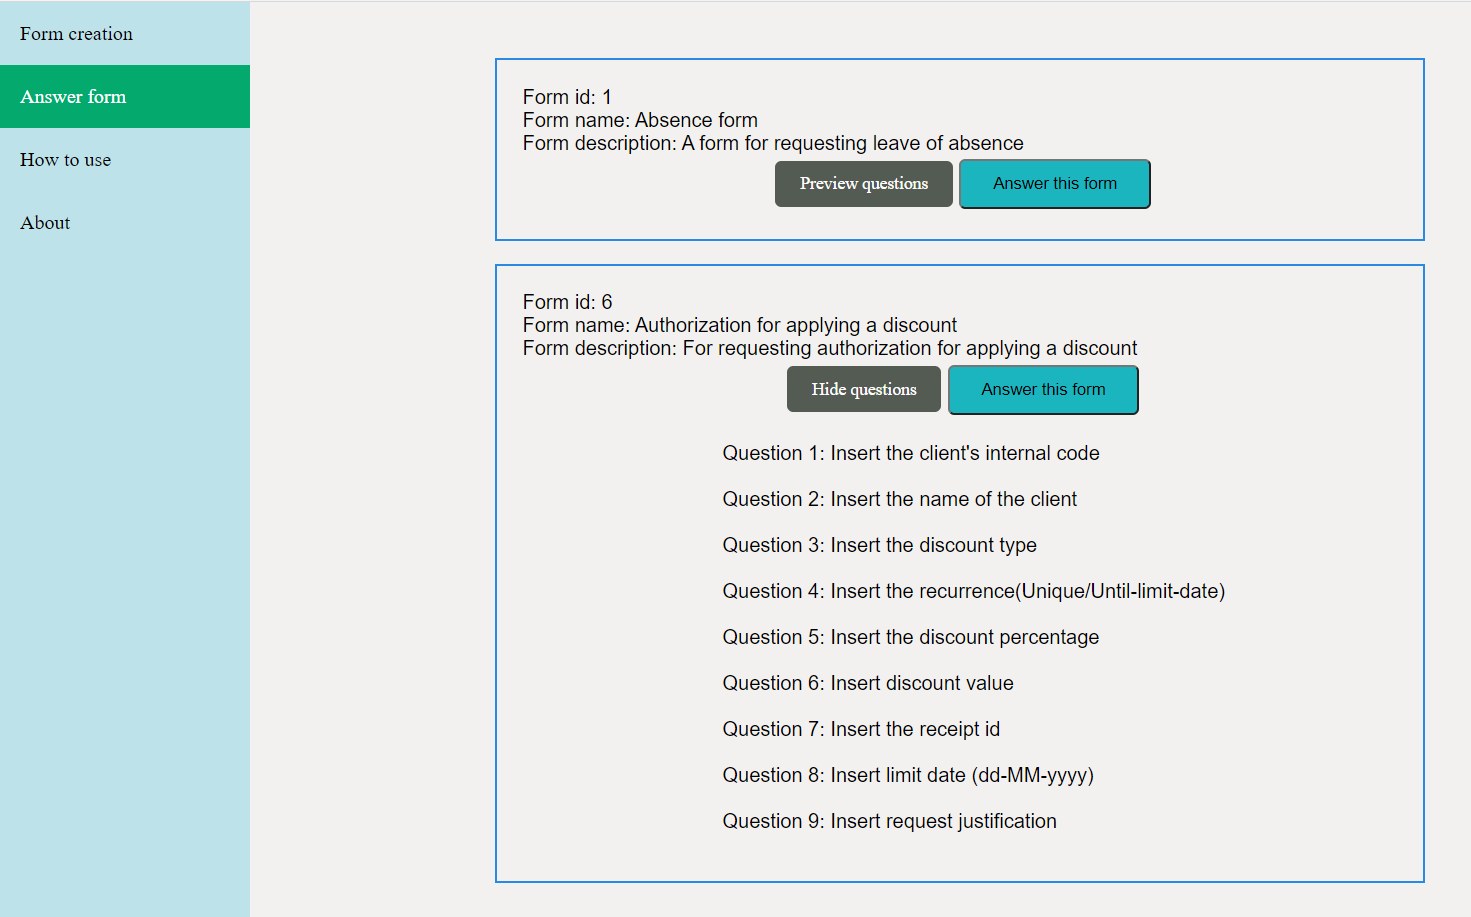 Form creation
Answer form
How to use
About
Form id: 1
Form name: Absence form
Form description: A form for requesting leave of absence
Preview questions
Answer this form
Form id: 6
Form name: Authorization for applying a discount
Form description: For requesting authorization for applying a discount
Hide questions
Answer this form
Question 1: Insert the client's internal code
Question 2: Insert the name of the client
Question 3: Insert the discount type
Question 4: Insert the recurrence(Unique/Until-limit-date)
Question 5: Insert the discount percentage
Question 6: Insert discount value
Question 7: Insert the receipt id
Question 8: Insert limit date (dd-MM-yyyy)
Question 9: Insert request justification